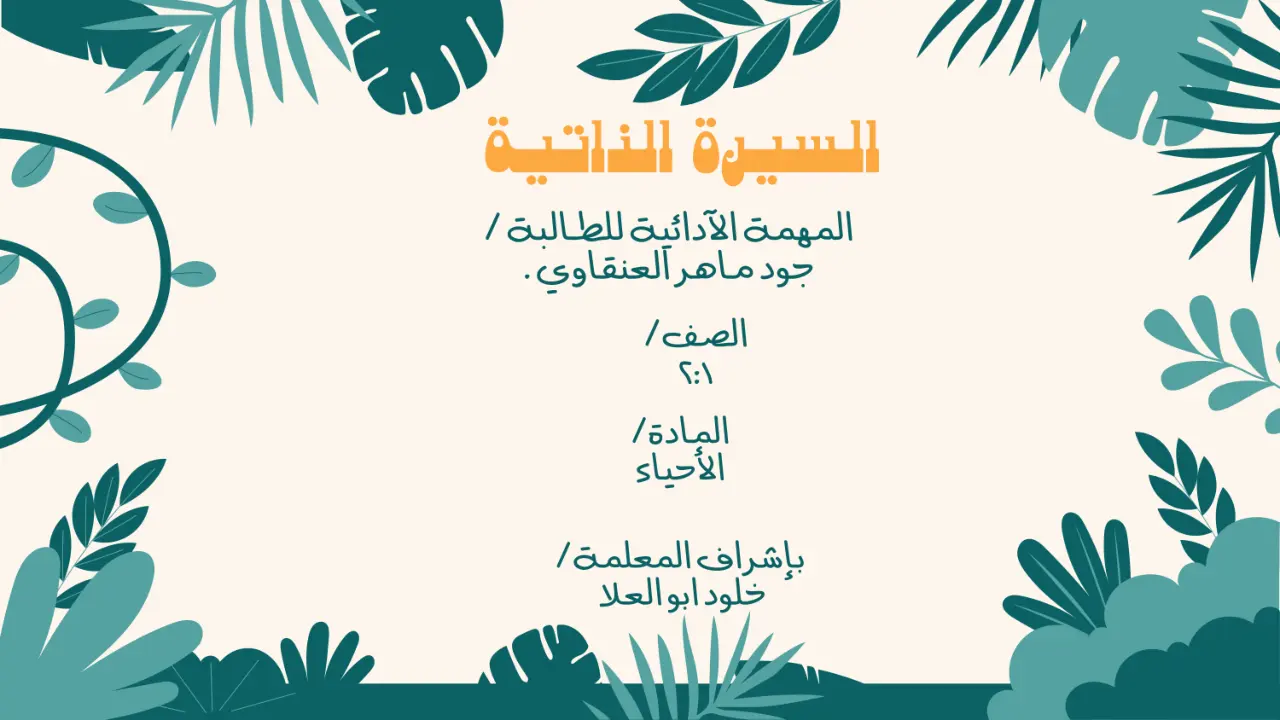 السيرة الذاتية
المهمة الآدائية للطالبة /
جود ماهر العنقاوي .
الصف /
٢:١
المادة /
الأحياء
بإشراف المعلمة /
خلود ابو العلا